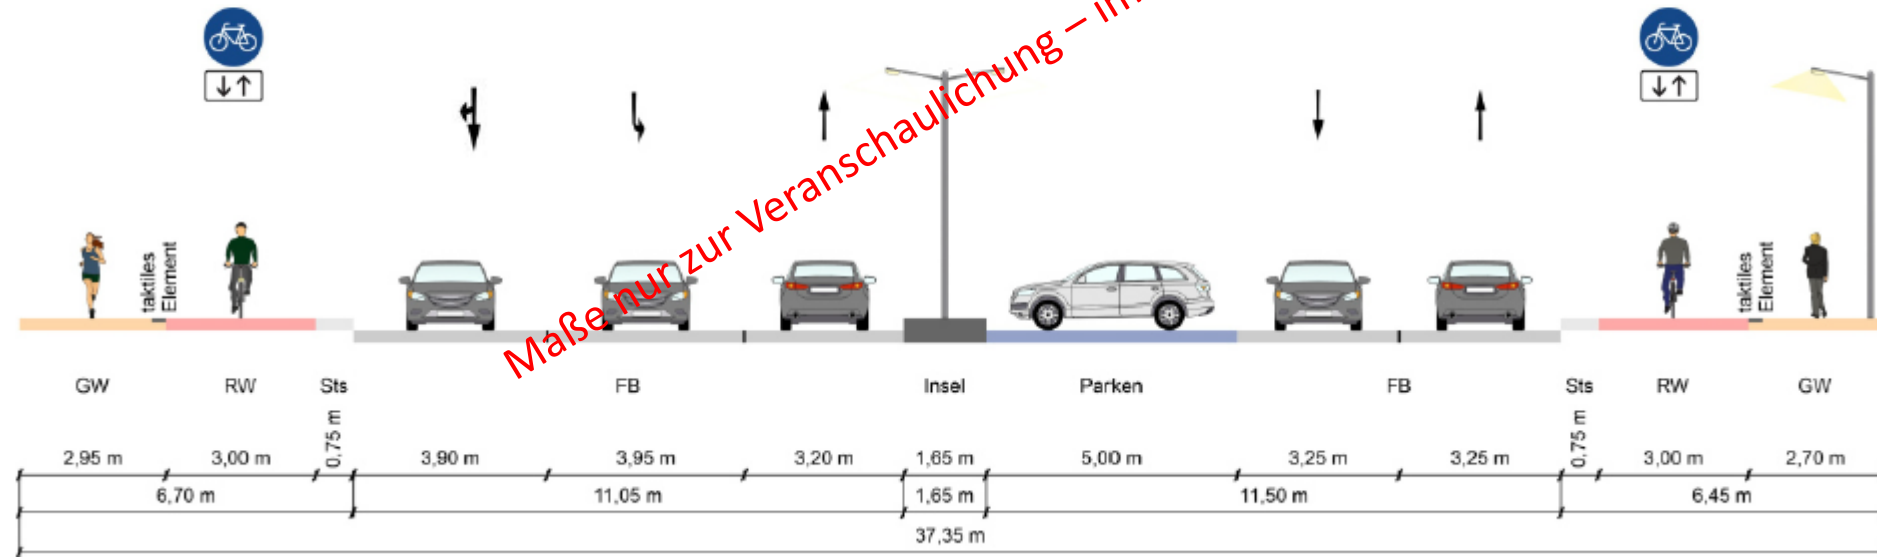 Maße nur zur Veranschaulichung – im
taktiles
Element
taktiles
Element
GW RW Sts FB Insel Parken FB Sts RW GW
2,95 m 3,00 m 0,75 m 3,90 m 3,95 m 3,20 m 1,65 m 5,00 m 3,25 m 3,25 m 0,75 m 3,00 m 2,70 m
6,70 m 11,05 m 1,65 m 11,50 m 6,45 m
37,35 m